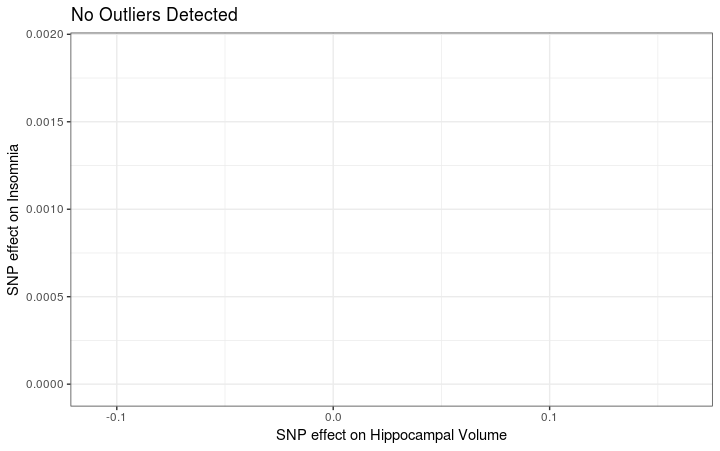 No Outliers Detected
0.0020
0.0015
0.0010
0.0005
0.0000
SNP effect on Insomnia
-0.1
0.0
0.1
SNP effect on Hippocampal Volume